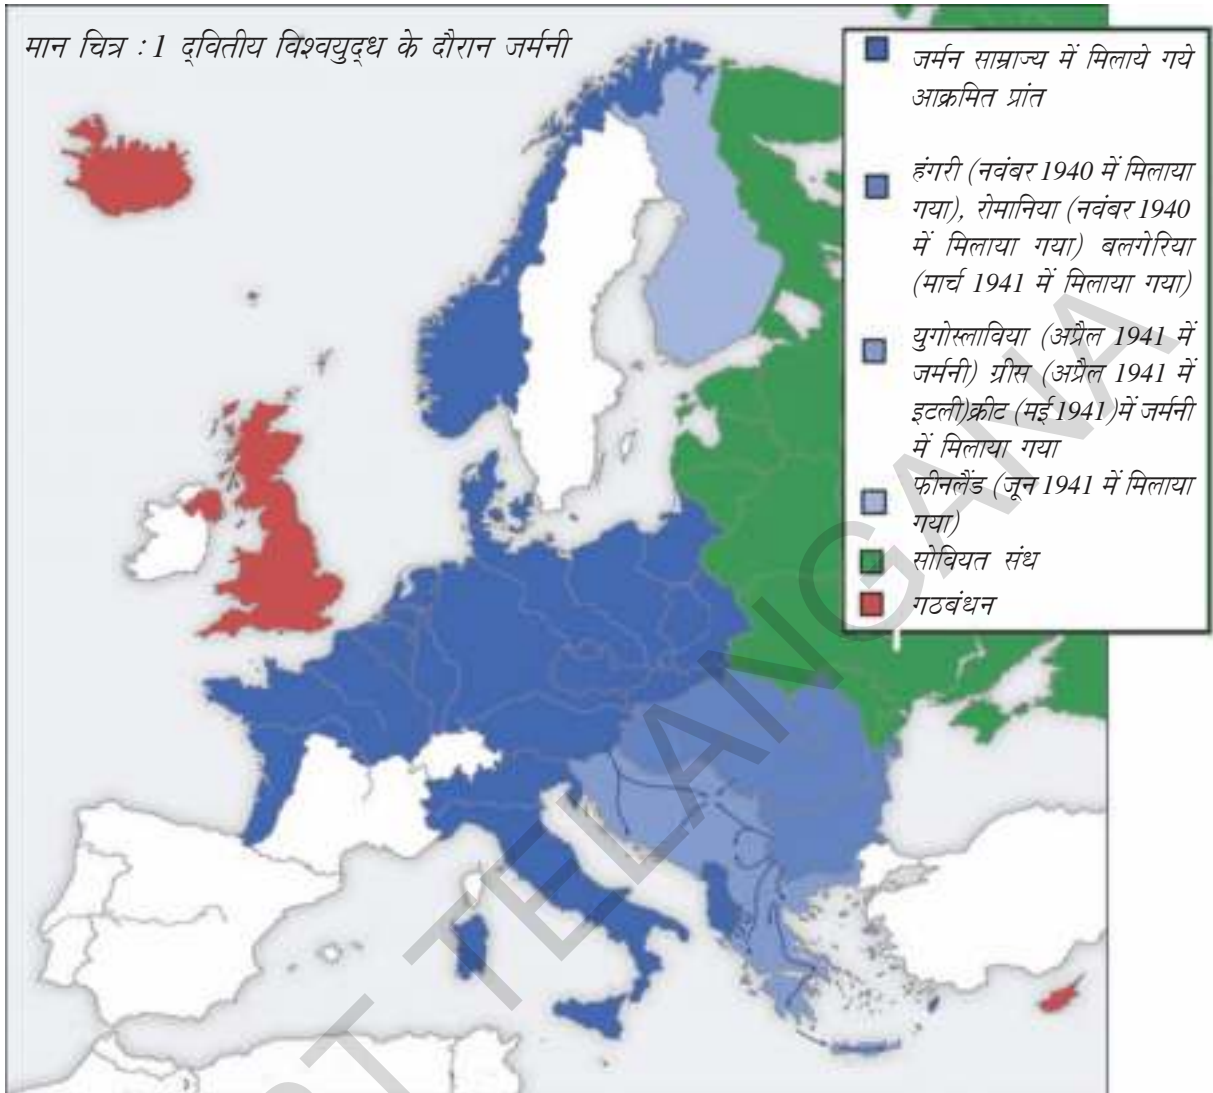 मान चित्र : 1 द्वितीय विश्वयुद्ध के दौरान जर्मनी
जर्मन साम्राज्य में मिलाये गये
आक्रमित प्रांत
हंगरी (नवंबर 1940 में मिलाया
गया), रोमानिया (नवंबर 1940
में मिलाया गया) बलगेरिया
(मार्च 1941 में मिलाया गया)
युगोस्लाविया (अप्रैल 1941 में
जर्मनी) ग्रीस (अप्रैल 1941 में
इटली)क्रीट (मई 1941)में जर्मनी
में मिलाया गया
फीनलैंड (जून 1941 में मिलाया
गया)
सोवियत संध
गठबंधन
RT TELANGANA